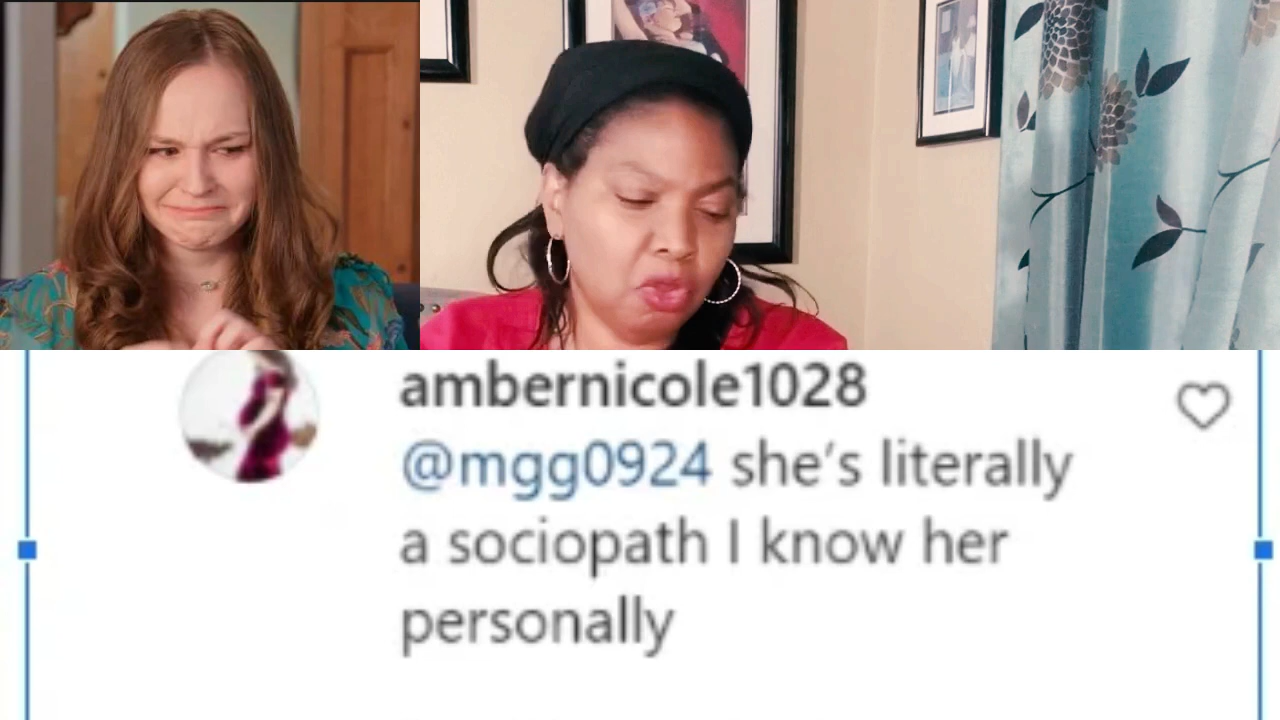 ambernicole1028
@mgg0924 she's literally
a sociopath I know her
personally